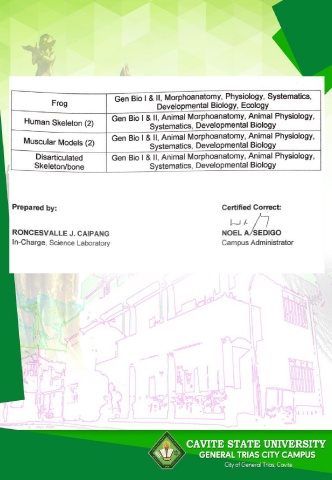 Frog
Gen Bio I & II, Morphoanatomy, Physiology, Systematics,
Developmental Biology, Ecology
Human Skeleton (2)
Gen Bio I & II, Animal Morphoanatomy, Animal Physiology,
Systematics, Developmental Biology
Muscular Models (2)
Gen Bio I & II, Animal Morphoanatomy, Animal Physiology,
Systematics, Developmental Biology
Disarticulated
Skeleton/bone
Gen Bio I & II, Animal Morphoanatomy, Animal Physiology,
Systematics, Developmental Biology
Prepared by:
RONCESVALLE J. CAIPANG
In-Charge, Science Laboratory
Certified Correct:
NOEL A. SEDIGO
Campus Administrator
CAVITE STATE UNIVERSITY
GENERAL TRIAS CITY CAMPUS
City of General Trias, Cavite